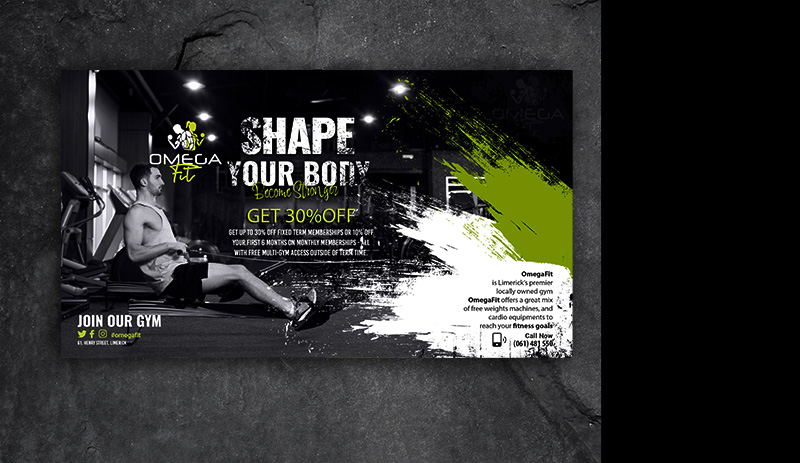 OMEGA
Fit
SHAPE
YOUR BODY
Become Stronger
GET 30%OFF
GET UP TO 30% OFF FIXED TERM MEMBERSHIPS OR 10% OFF
YOUR FIRST 6 MONTHS ON MONTHLY MEMBERSHIPS - ALL
WITH FREE MULTI-GYM ACCESS OUTSIDE OF TERM TIME.
JOIN OUR GYM
#omegafit
61, HENRY STREET, LIMERICK
OmegaFit
is Limerick's premier
locally owned gym
OmegaFit offers a great mix
of free weights machines, and
cardio equipments to
reach your fitness goals
Call Now
(061) 481 550